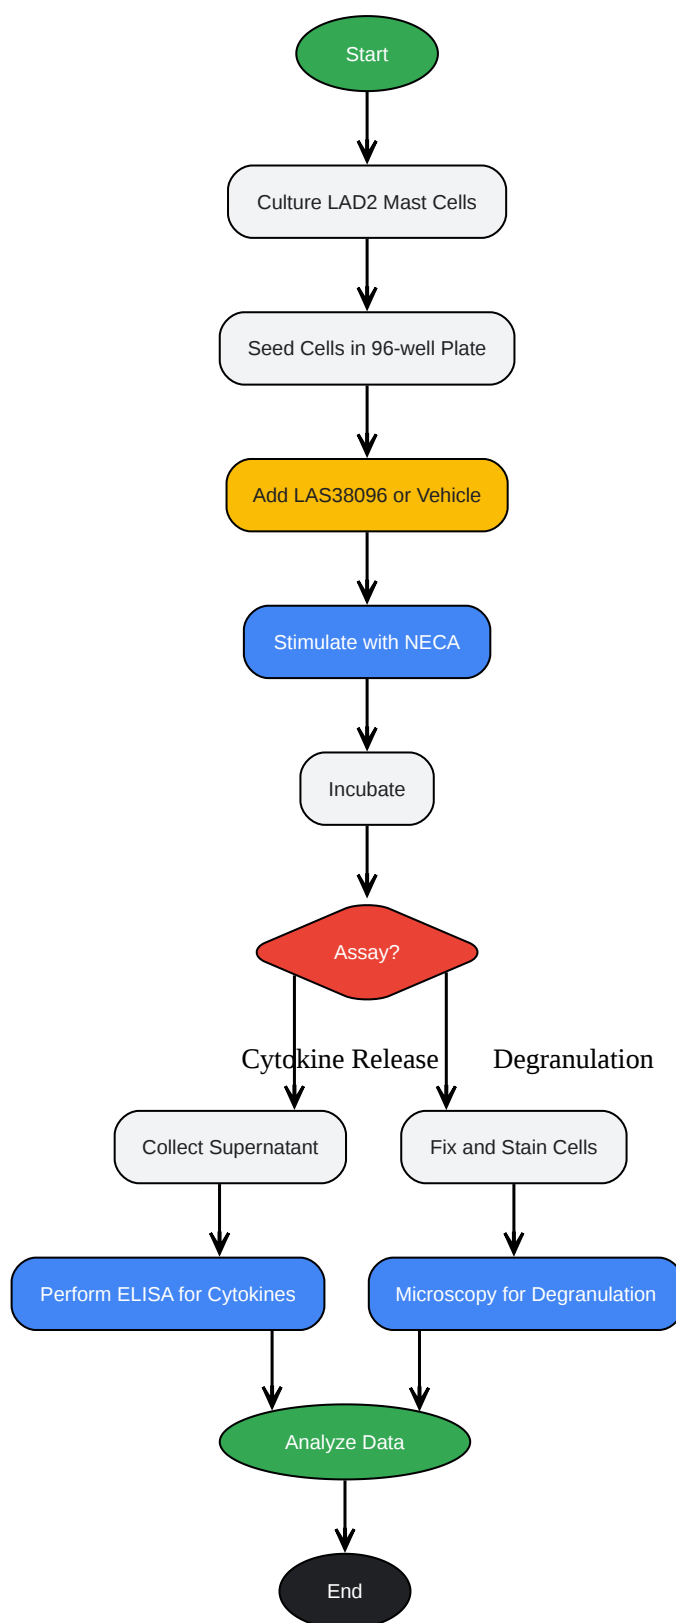 Start
Culture LAD2 Mast Cells
Seed Cells in 96-well Plate
Add LAS38096 or Vehicle
Stimulate with NECA
Incubate
Assay?
Cytokine Release
Degranulation
Collect Supernatant
Fix and Stain Cells
Perform ELISA for Cytokines
Microscopy for Degranulation
Analyze Data
End